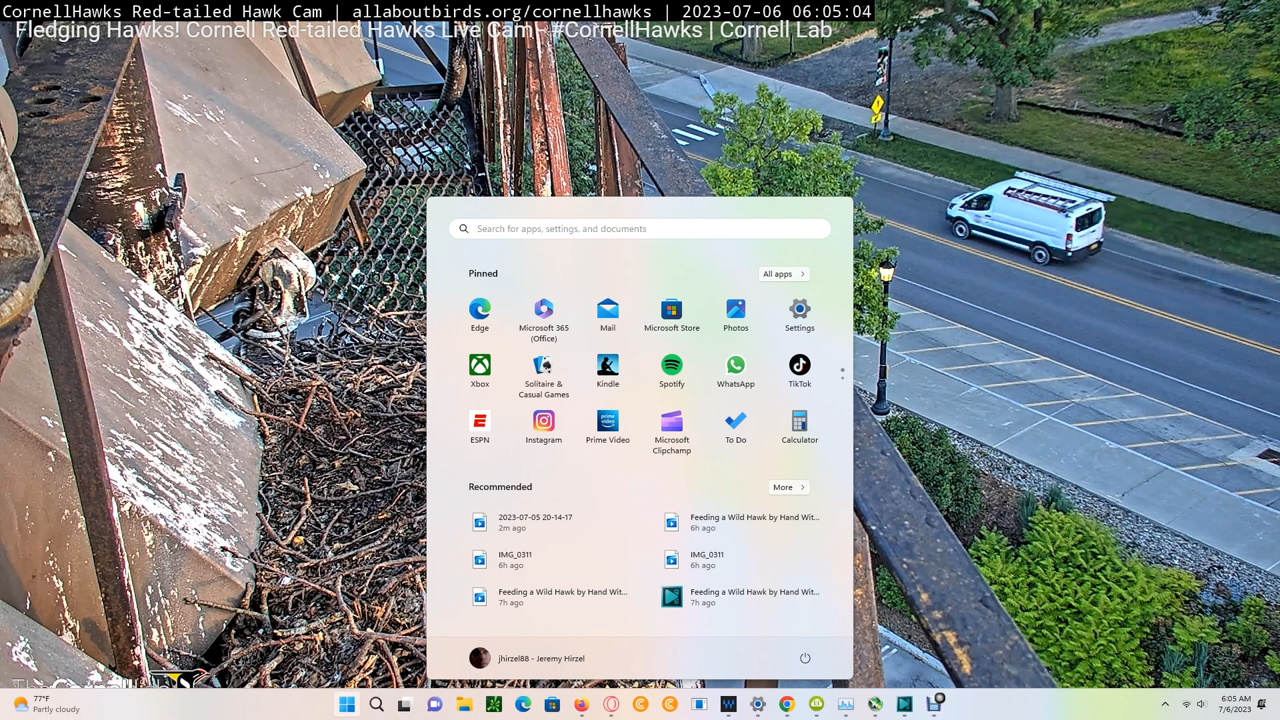 CornellHawks Red-tailed Hawk Cam | allaboutbirds.org/cornellhawks | 2023-07-06 06:05:04
Fledging Hawks! Cornell Red-tailed Hawks Live Cam - #CornellHawks | Cornell Lab
Search for apps, settings, and documents
Pinned
All apps
Edge
Microsoft 365
(Office)
Mail
Microsoft Store
Photos
Settings
Xbox
Solitaire &
Casual Games
Kindle
Spotify
WhatsApp
TikTok
ESPN
Instagram
prime video
Prime Video
Microsoft
Clipchamp
To Do
Calculator
Recommended
More
2023-07-05 20-14-17
2m ago
Feeding a Wild Hawk by Hand Wit...
6h ago
IMG_0311
6h ago
IMG_0311
6h ago
Feeding a Wild Hawk by Hand Wit...
7h ago
Feeding a Wild Hawk by Hand Wit...
7h ago
jhirzel88 - Jeremy Hirzel
77°F
Partly cloudy
6:05 AM
7/6/2023